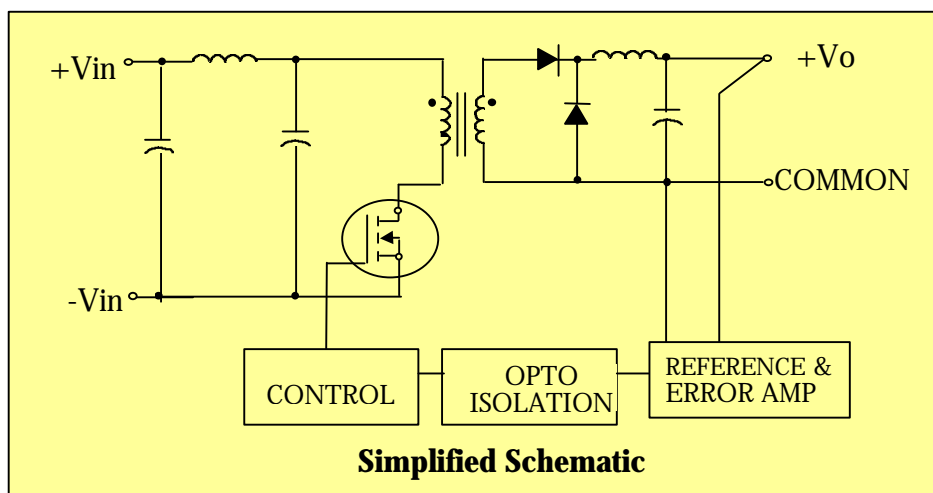 +Vin
+Vo
COMMON
-Vin
CONTROL
OPTO
ISOLATION
REFERENCE &
ERROR AMP
Simplified Schematic